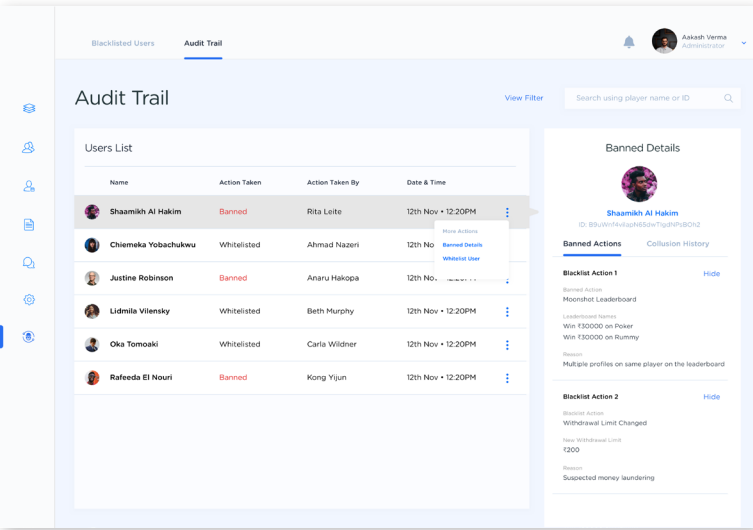 Blacklisted Users
Audit Trail
Aakash Verma
Administrator
Audit Trail
View Filter
Search using player name or ID
Users List
Name Action Taken Action Taken By Date & Time
Shaamikh Al Hakim Banned Rita Leite 12th Nov • 12:20PM
More Actions
Banned Details
Whitelist User
Chiemeka Yobachukwu Whitelisted Ahmad Nazeri 12th No
Justine Robinson Banned Anaru Hakopa 12th Nov
Lidmila Vilensky Whitelisted Beth Murphy 12th Nov • 12:20PM
Oka Tomoaki Whitelisted Carla Wildner 12th Nov • 12:20PM
Rafeeda El Nouri Banned Kong Yijun 12th Nov • 12:20PM
Banned Details
Shaamikh Al Hakim
Banned Actions Collusion History
Blacklist Action 1 Hide
Banned Action
Moonshot Leaderboard
Leaderboard Names
Win ₹30000 on Poker
Win ₹30000 on Rummy
Reason
Multiple profiles on same player on the leaderboard
Blacklist Action 2 Hide
Blacklist Action
Withdrawal Limit Changed
New Withdrawal Limit
₹200
Reason
Suspected money laundering